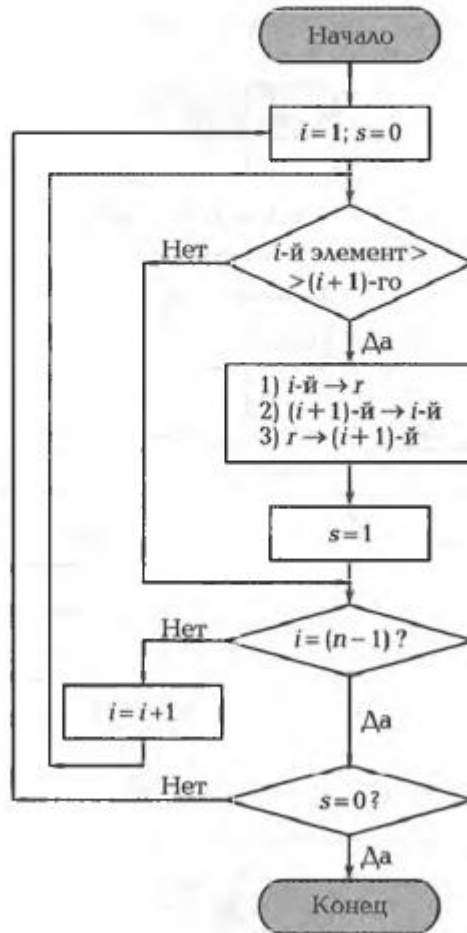 Начало
i=1; s=0
Нет
i-й элемент>
>(i+1)-го
Да
1) i-й → r
2) (i+1)-й → i-й
3) r → (i+1)-й
s=1
Нет
i=(n−1) ?
i=i+1
Да
Нет
s=0?
Да
Конец